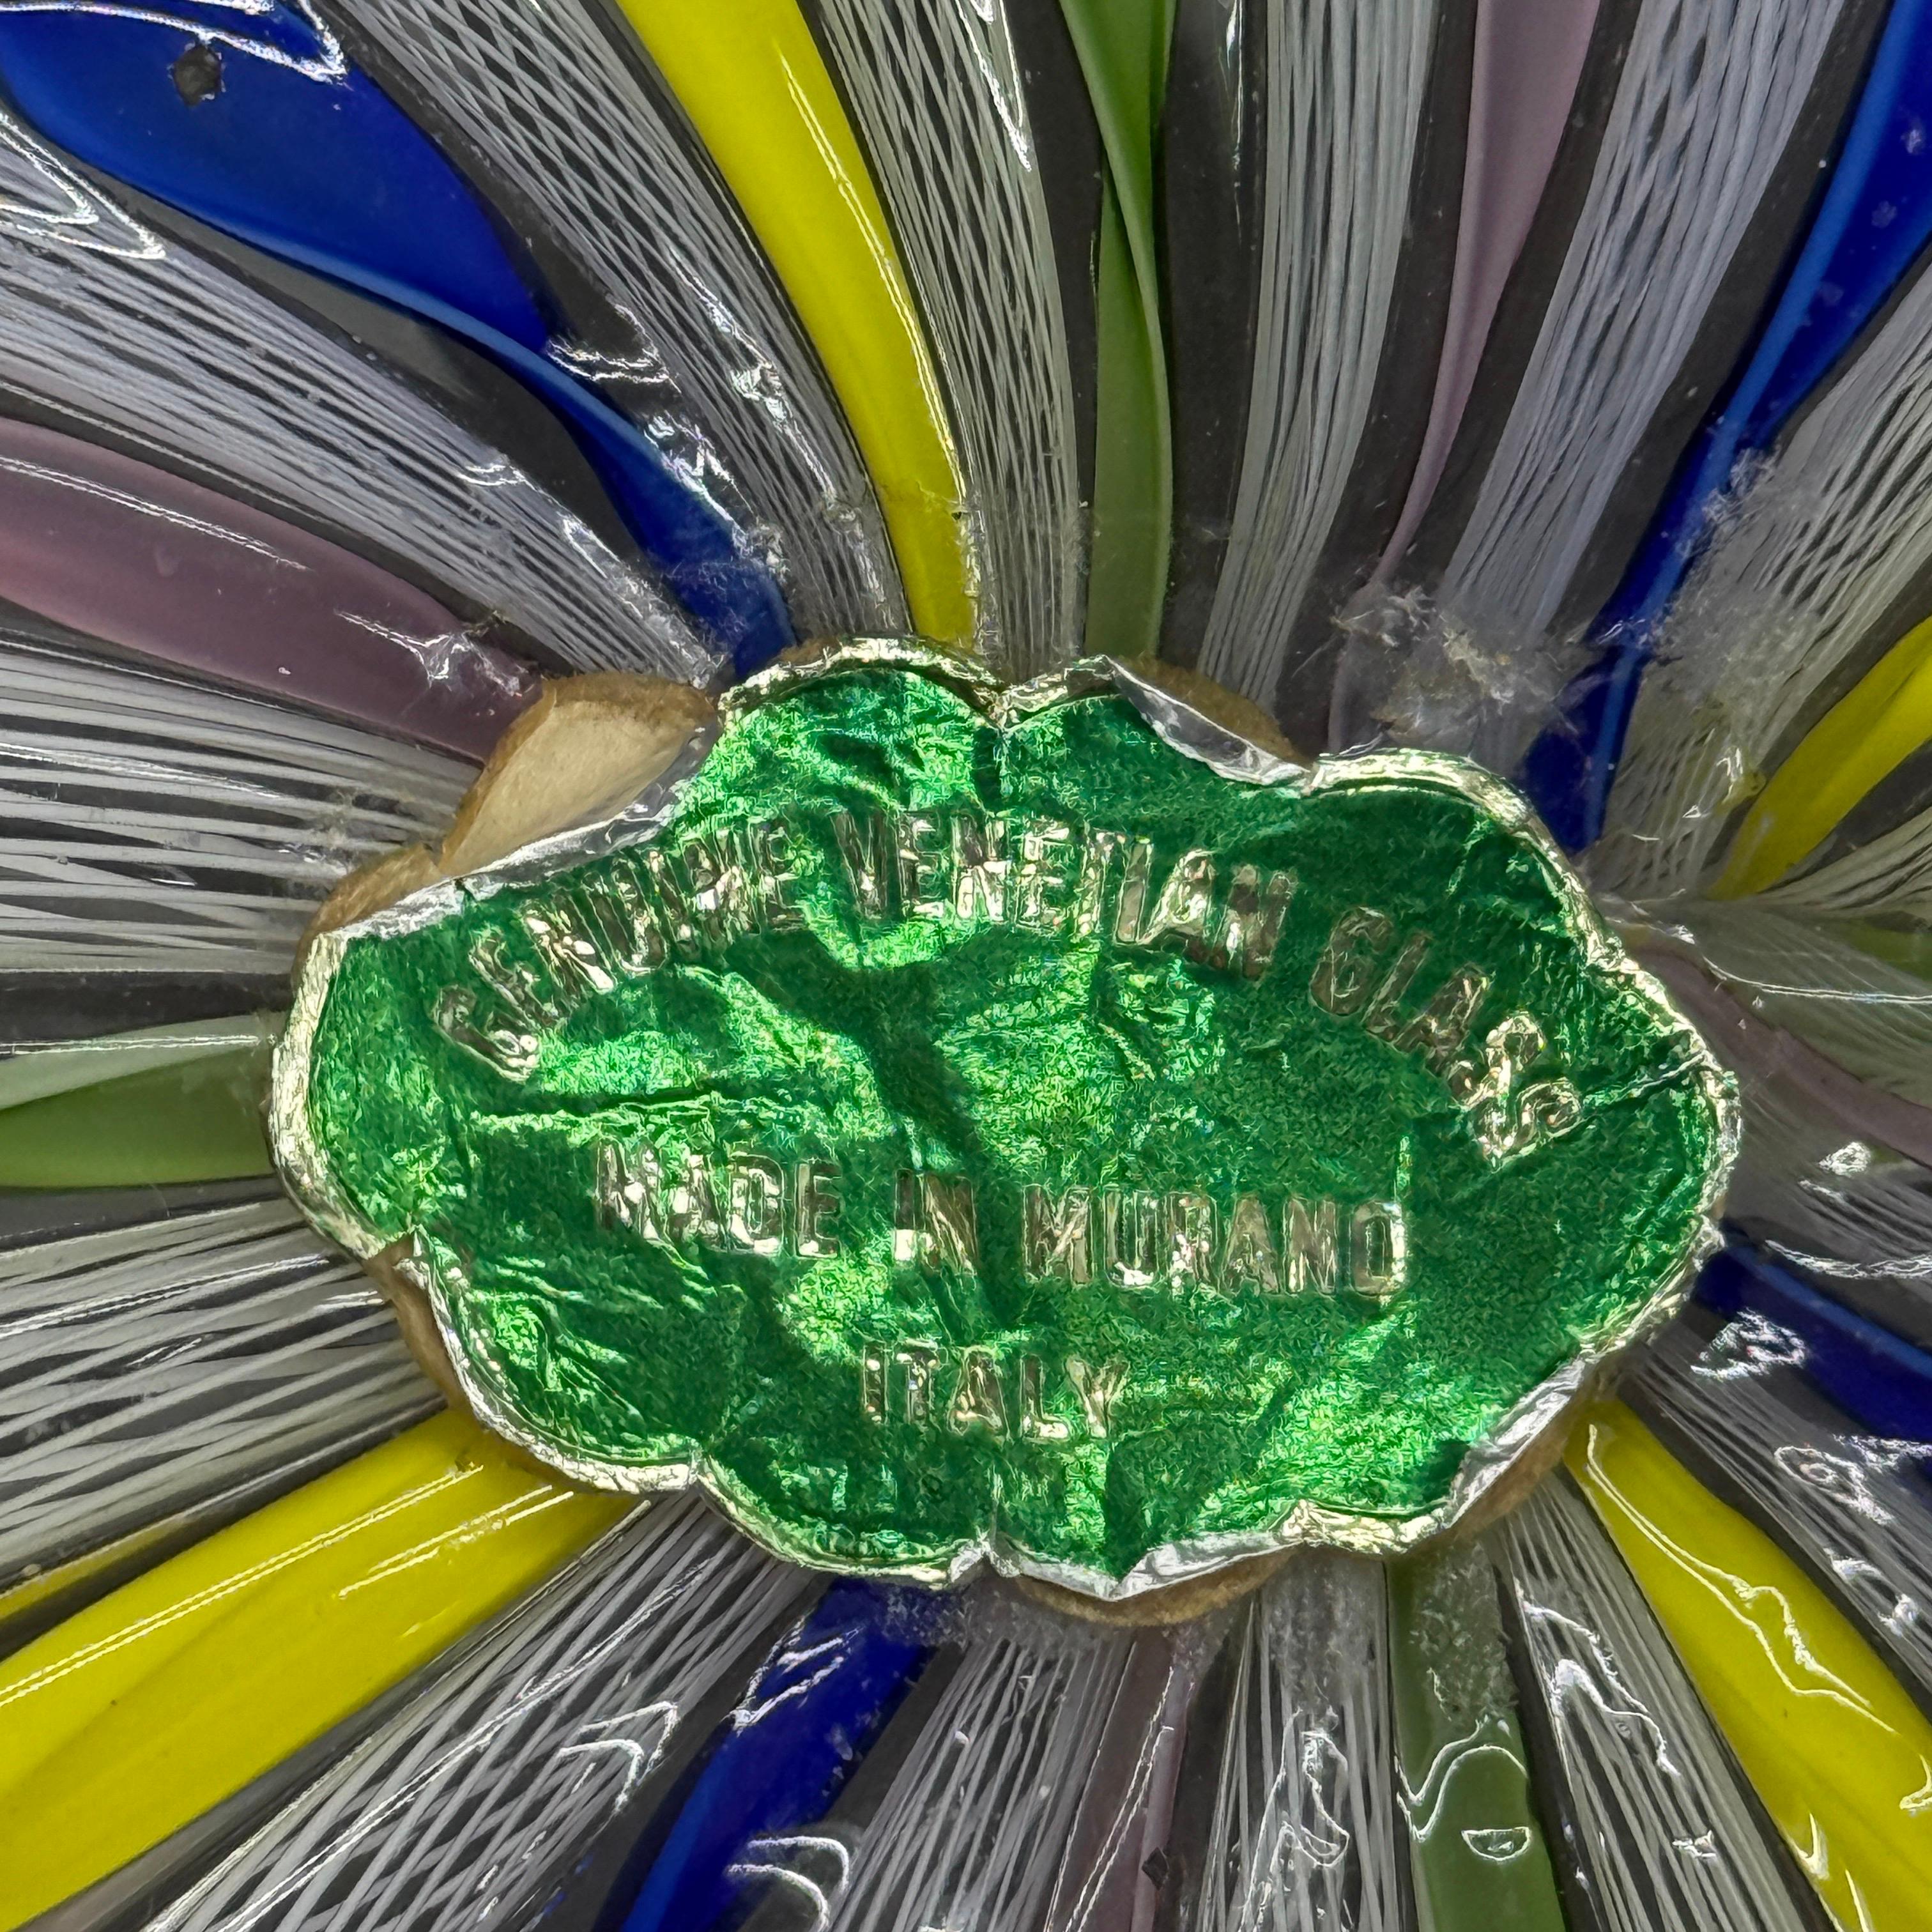 GENUINE VENETIAN GLASS
MADE IN MURANO
ITALY